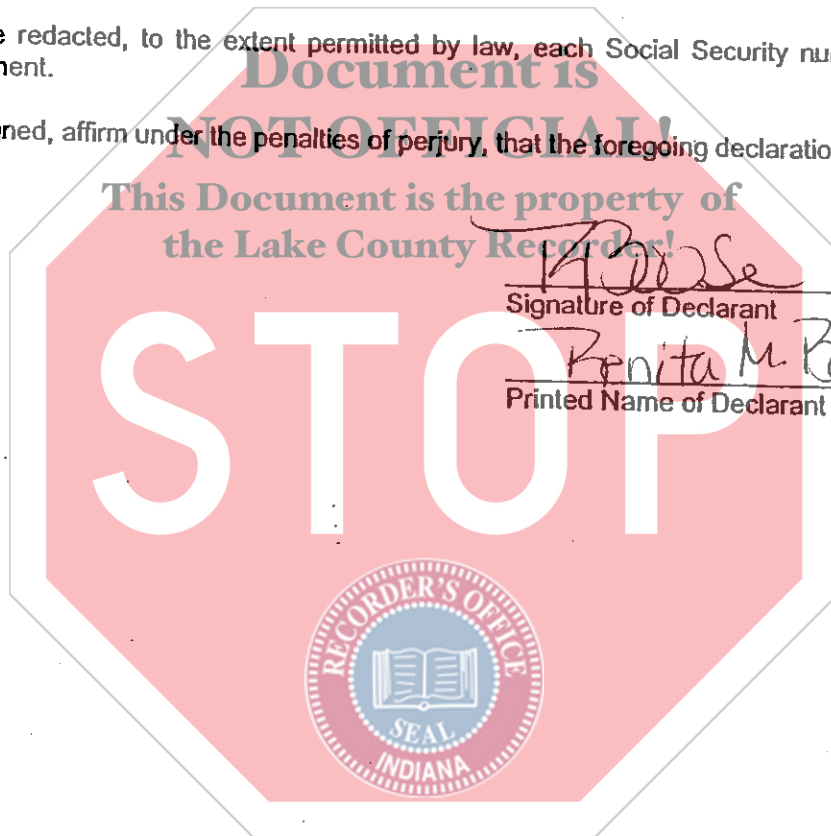 e redacted, to the extent permitted by law, each Social Security nu
ent.
Document is
ned, affirm under the penalties of perjury, that the foregoing declaratio
NOT OFFICIAL!
This Document is the property of
the Lake County Recorder!
Signature of Declarant
Benita M.
Printed Name of Declarant
STOP
RECORDER'S OFFICE
SEAL
INDIANA